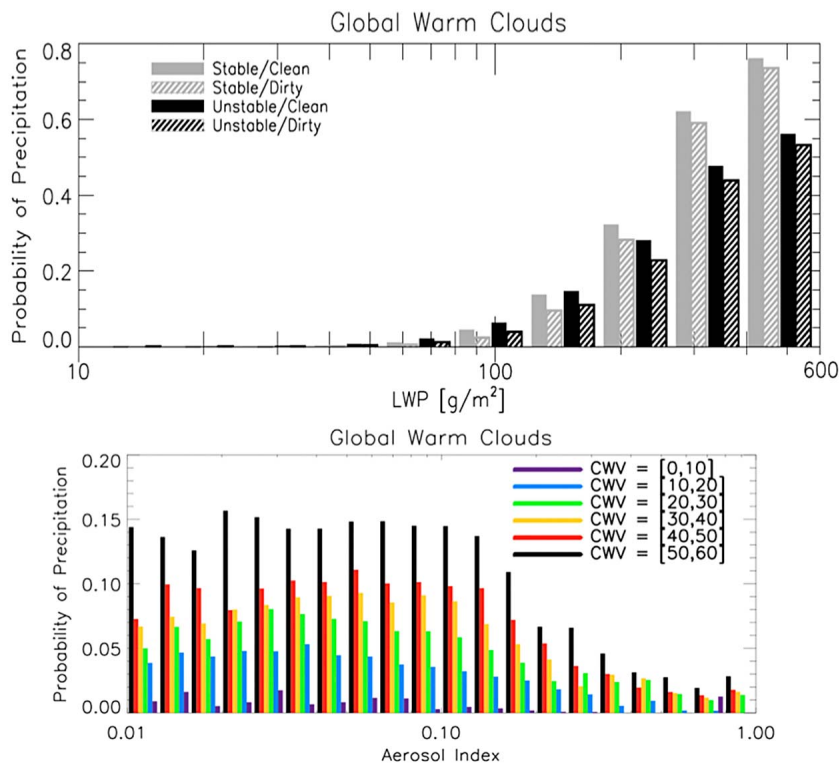 Global Warm Clouds
Probability of Precipitation
0.8
0.6
0.4
0.2
0.0
Stable/Clean
Stable/Dirty
Unstable/Clean
Unstable/Dirty
10
100
600
LWP [g/m²]
Global Warm Clouds
Probability of Precipitation
0.20
0.15
0.10
0.05
0.00
CWV = [0,10]
CWV = [10,20]
CWV = [20,30]
CWV = [30,40]
CWV = [40,50]
CWV = [50,60]
0.01
0.10
1.00
Aerosol Index